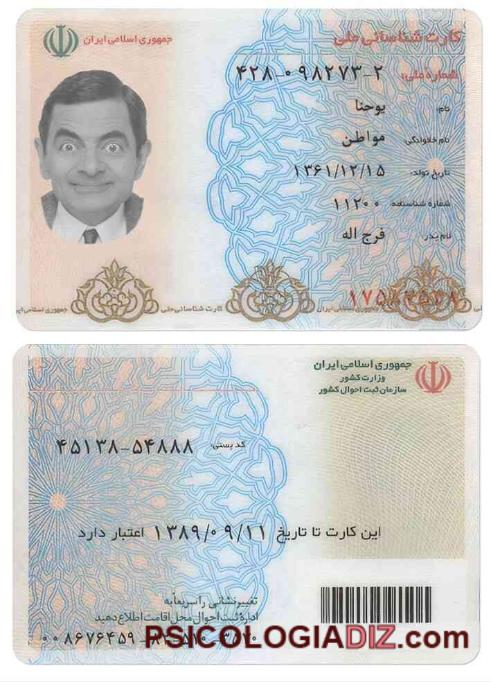 کارت شناسائی ملی جمهوری اسلامی ایران
شماره ملی: ۴۲۸-۰۹۸۲۷۳-۲
نام: یوحنا
نام خانوادگی: مواطن
تاریخ تولد: ۱۳۶۱/۱۲/۱۵
شماره شناسنامه: ۱۱۲۰۰
نام پدر: فرج اله
کارت شناسائی ملی جمهوری اسلامی ایران
جمهوری اسلامی ایران
وزارت کشور
سازمان ثبت احوال کشور
کد پستی: ۴۵۱۳۸-۵۴۸۸۸
این کارت تا تاریخ ۱۳۸۹/۰۹/۱۱ اعتبار دارد
تغییر نشانی را سریعاً به
اداره ثبت احوال محل اقامت اطلاع دهید
۰۰۸۶۷۶۴۵۹
PSICOLOGIADIZ.com